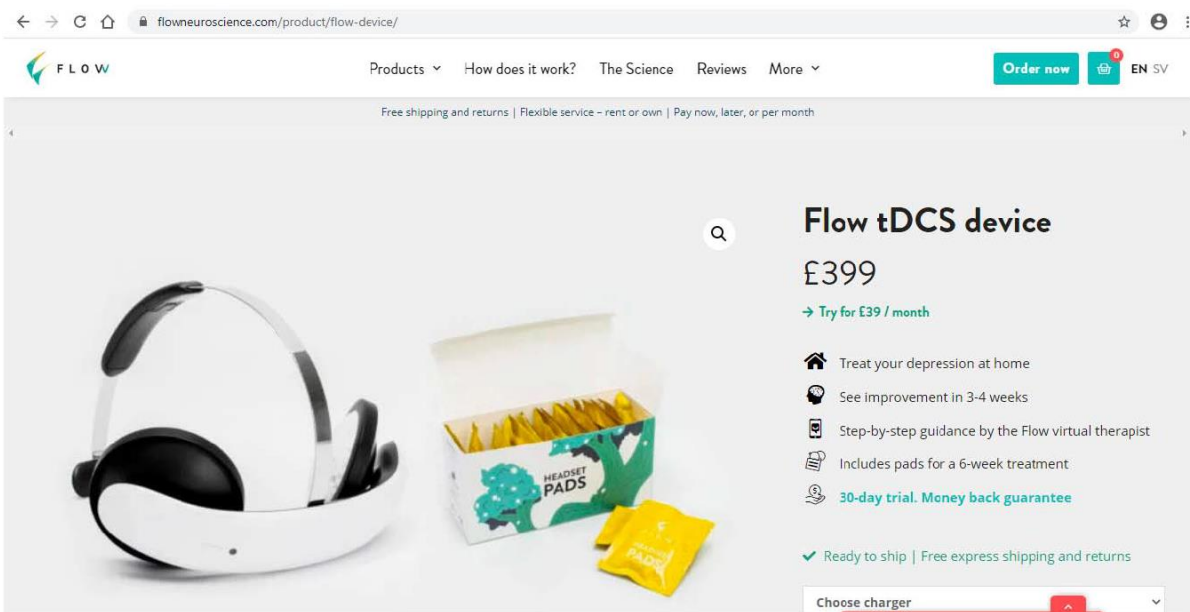 flowneuroscience.com/product/flow-device/
FLOW
Products How does it work? The Science Reviews More
Order now 0 EN SV
Free shipping and returns | Flexible service – rent or own | Pay now, later, or per month
Flow tDCS device
£399
→ Try for £39 / month
Treat your depression at home
See improvement in 3-4 weeks
Step-by-step guidance by the Flow virtual therapist
Includes pads for a 6-week treatment
30-day trial. Money back guarantee
Ready to ship | Free express shipping and returns
Choose charger
HEADSET
PADS
FLOW
HEADSET
PADS